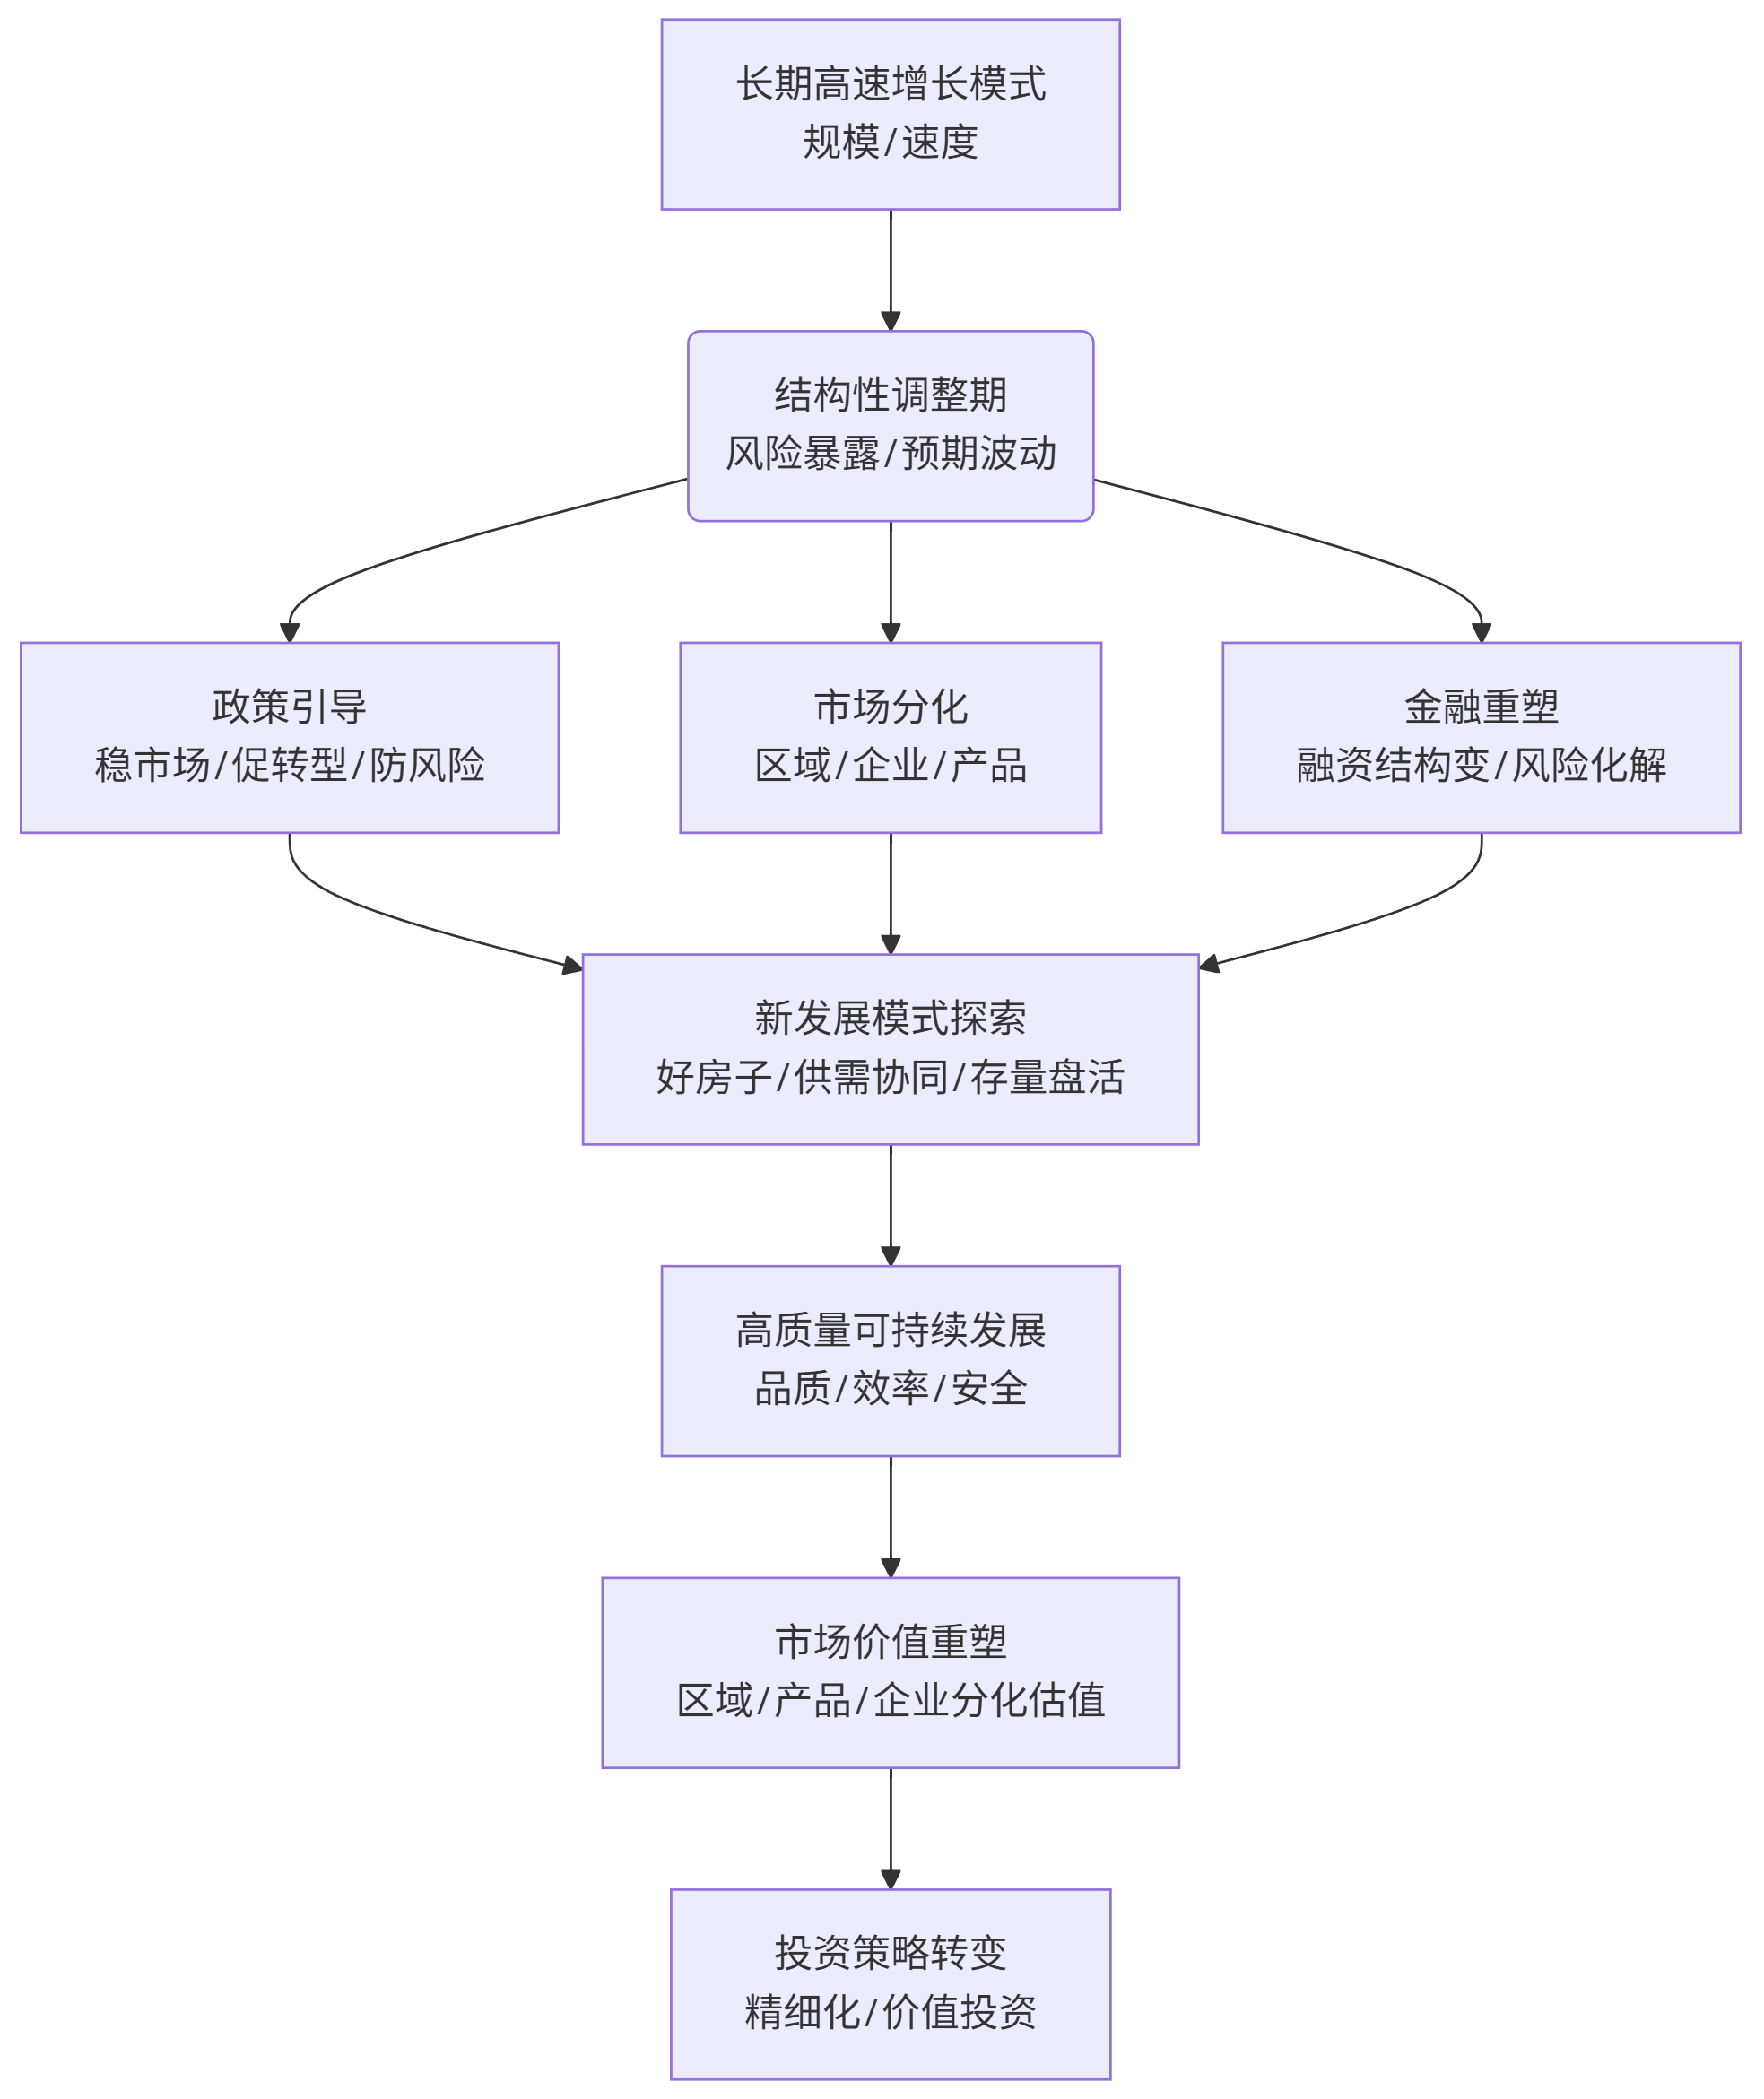 长期高速增长模式
规模/速度
结构性调整期
风险暴露/预期波动
政策引导
稳市场/促转型/防风险
市场分化
区域/企业/产品
金融重塑
融资结构变/风险化解
新发展模式探索
好房子/供需协同/存量盘活
高质量可持续发展
品质/效率/安全
市场价值重塑
区域/产品/企业分化估值
投资策略转变
精细化/价值投资